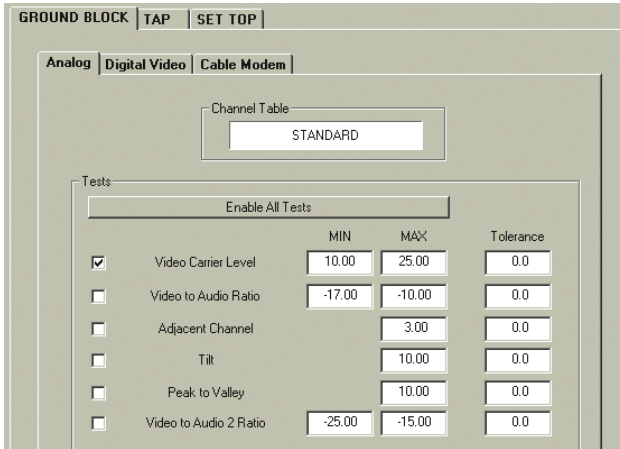 GROUND BLOCK TAP SET TOP
Analog Digital Video Cable Modem
Channel Table
STANDARD
Tests
Enable All Tests
MIN MAX Tolerance
Video Carrier Level 10.00 25.00 0.0
Video to Audio Ratio -17.00 -10.00 0.0
Adjacent Channel 3.00 0.0
Tilt 10.00 0.0
Peak to Valley 10.00 0.0
Video to Audio 2 Ratio -25.00 -15.00 0.0